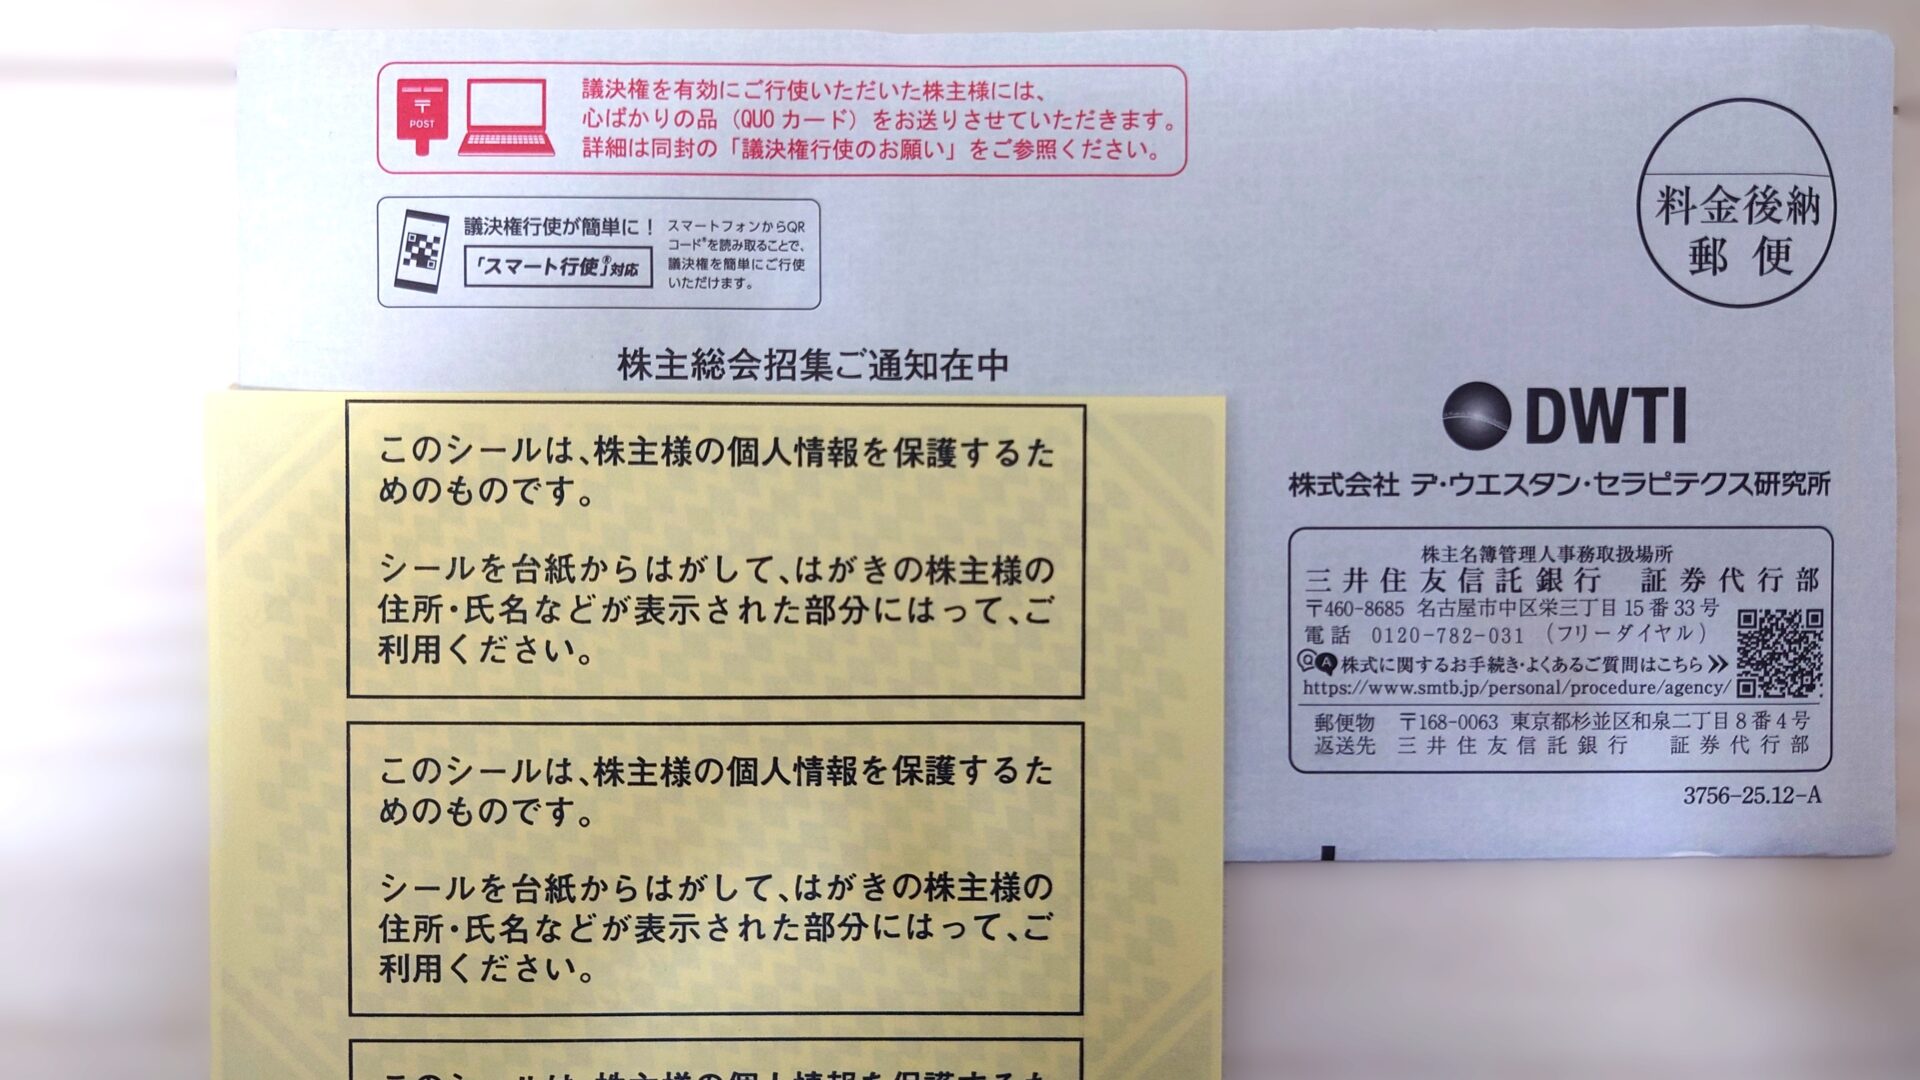 議決権を有効にご行使いただいた株主様には、
心ばかりの品（QUOカード）をお送りさせていただきます。
詳細は同封の「議決権行使のお願い」をご参照ください。
〒
POST
議決権行使が簡単に！
「スマート行使」®対応
スマートフォンからQR
コード®を読み取ることで、
議決権を簡単にご行使
いただけます。
株主総会招集ご通知在中
料金後納
郵便
DWTI
株式会社 デ・ウエスタン・セラピテクス研究所
株主名簿管理人事務取扱場所
三井住友信託銀行 証券代行部
〒460-8685 名古屋市中区栄三丁目15番33号
電話 0120-782-031（フリーダイヤル）
QA 株式に関するお手続き・よくあるご質問はこちら
https://www.smtb.jp/personal/procedure/agency/
郵便物 〒168-0063 東京都杉並区和泉二丁目8番4号
返送先 三井住友信託銀行 証券代行部
3756-25.12-A
このシールは、株主様の個人情報を保護するた
めのものです。
シールを台紙からはがして、はがきの株主様の
住所・氏名などが表示された部分にはって、ご
利用ください。
このシールは、株主様の個人情報を保護するた
めのものです。
シールを台紙からはがして、はがきの株主様の
住所・氏名などが表示された部分にはって、ご
利用ください。
このシールは、株主様の個人情報を保護するた